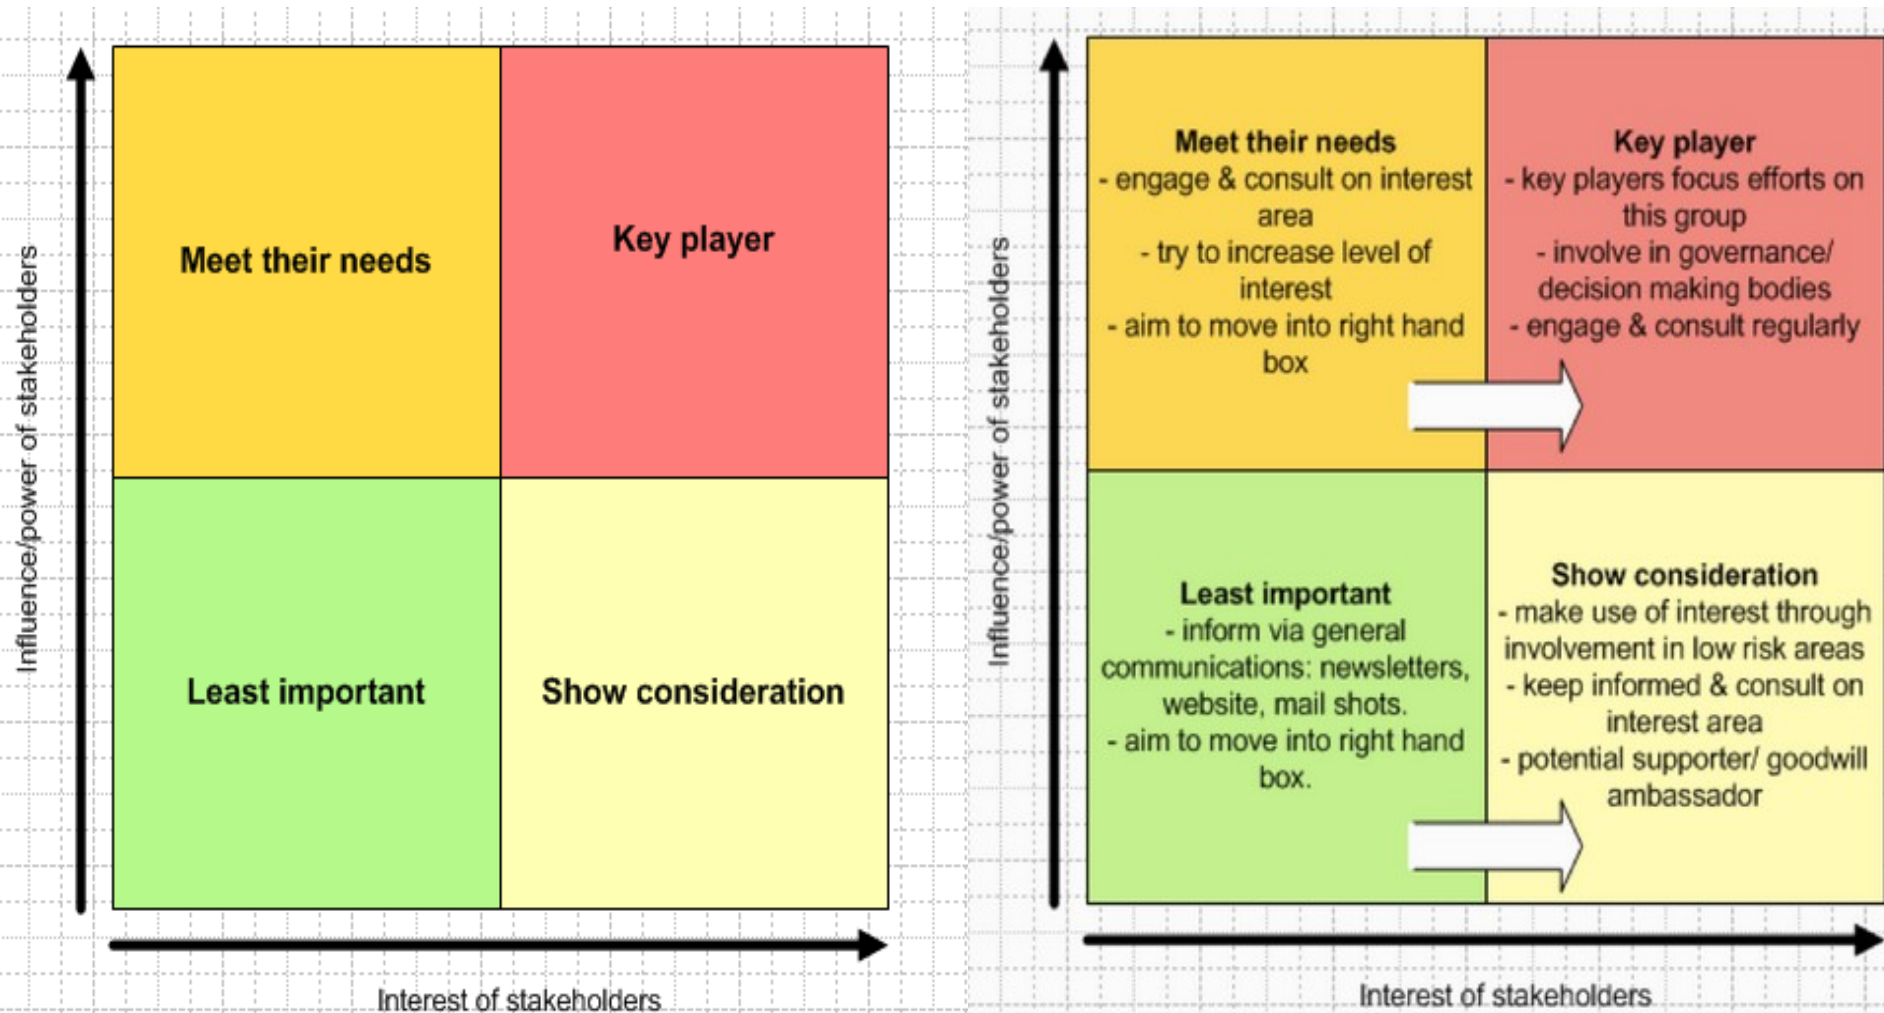 Influence/power of stakeholders
Meet their needs
Key player
Least important
Show consideration
Interest of stakeholders
Influence/power of stakeholders
Meet their needs
- engage & consult on interest
area
- try to increase level of
interest
- aim to move into right hand
box
Key player
- key players focus efforts on
this group
- involve in governance/
decision making bodies
- engage & consult regularly
Least important
- inform via general
communications: newsletters,
website, mail shots.
- aim to move into right hand
box.
Show consideration
- make use of interest through
involvement in low risk areas
- keep informed & consult on
interest area
- potential supporter/ goodwill
ambassador
Interest of stakeholders